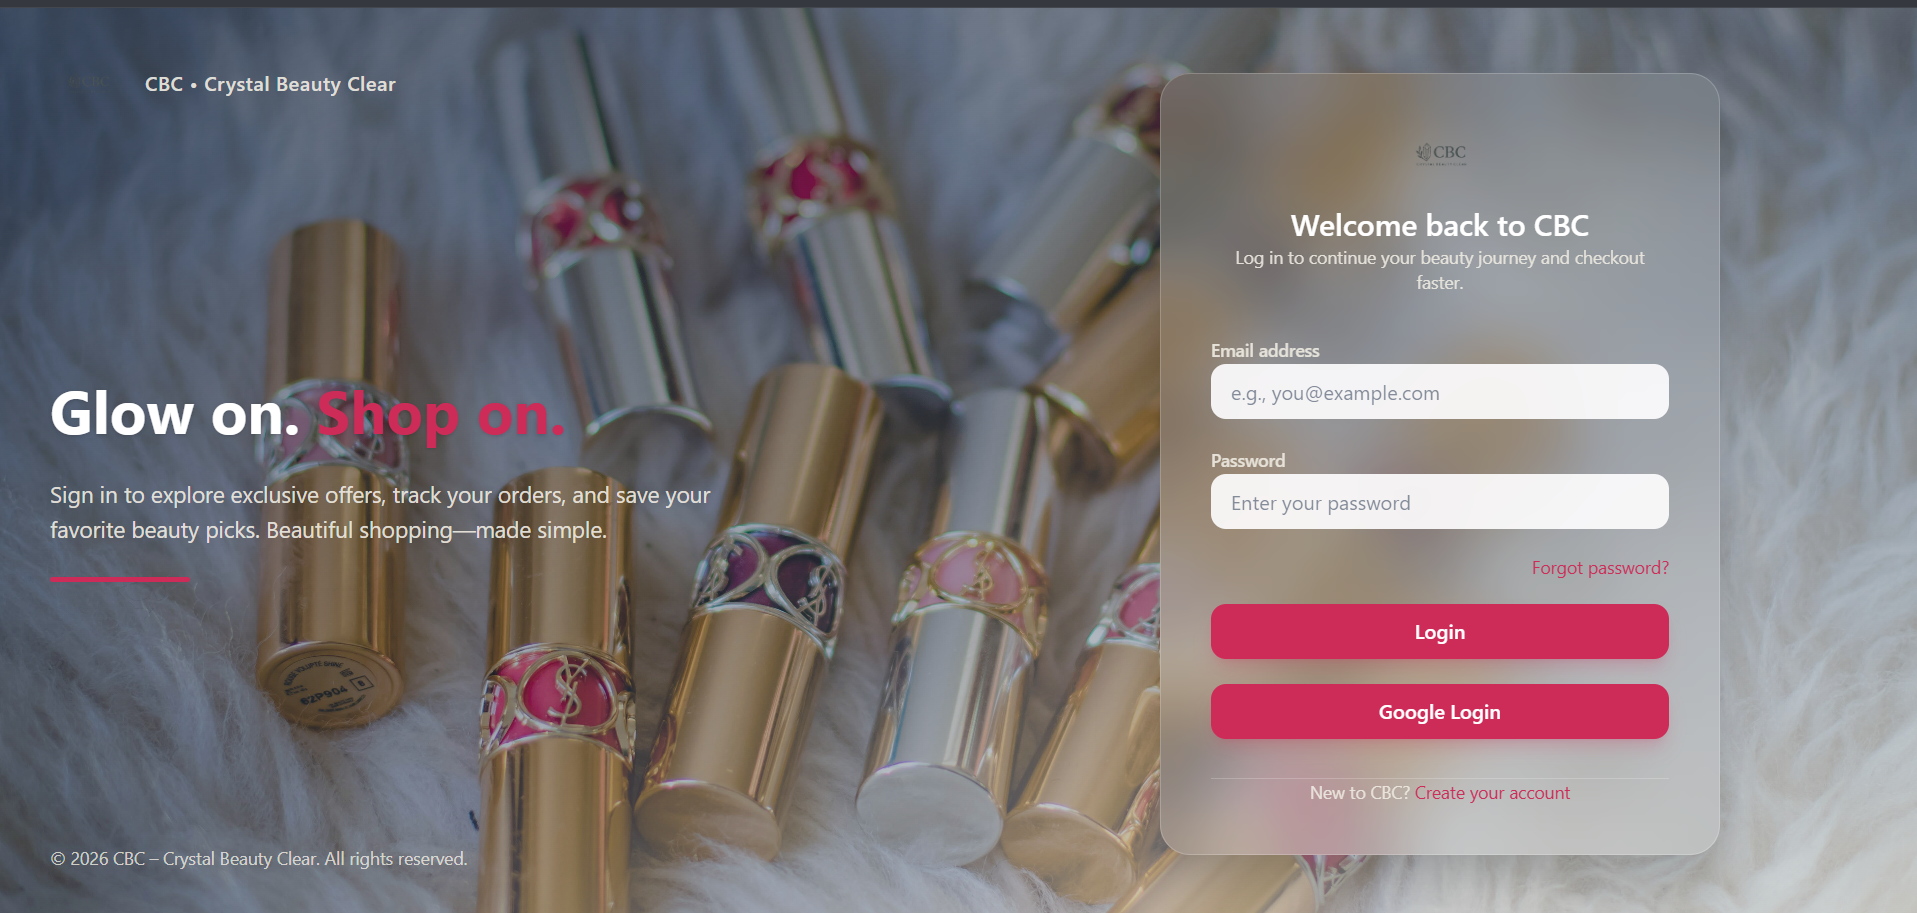 CBC • Crystal Beauty Clear
Glow on. Shop on.
Sign in to explore exclusive offers, track your orders, and save your
favorite beauty picks. Beautiful shopping—made simple.
© 2026 CBC – Crystal Beauty Clear. All rights reserved.
CBC
Welcome back to CBC
Log in to continue your beauty journey and checkout
faster.
Email address
e.g., you@example.com
Password
Enter your password
Forgot password?
Login
Google Login
New to CBC? Create your account